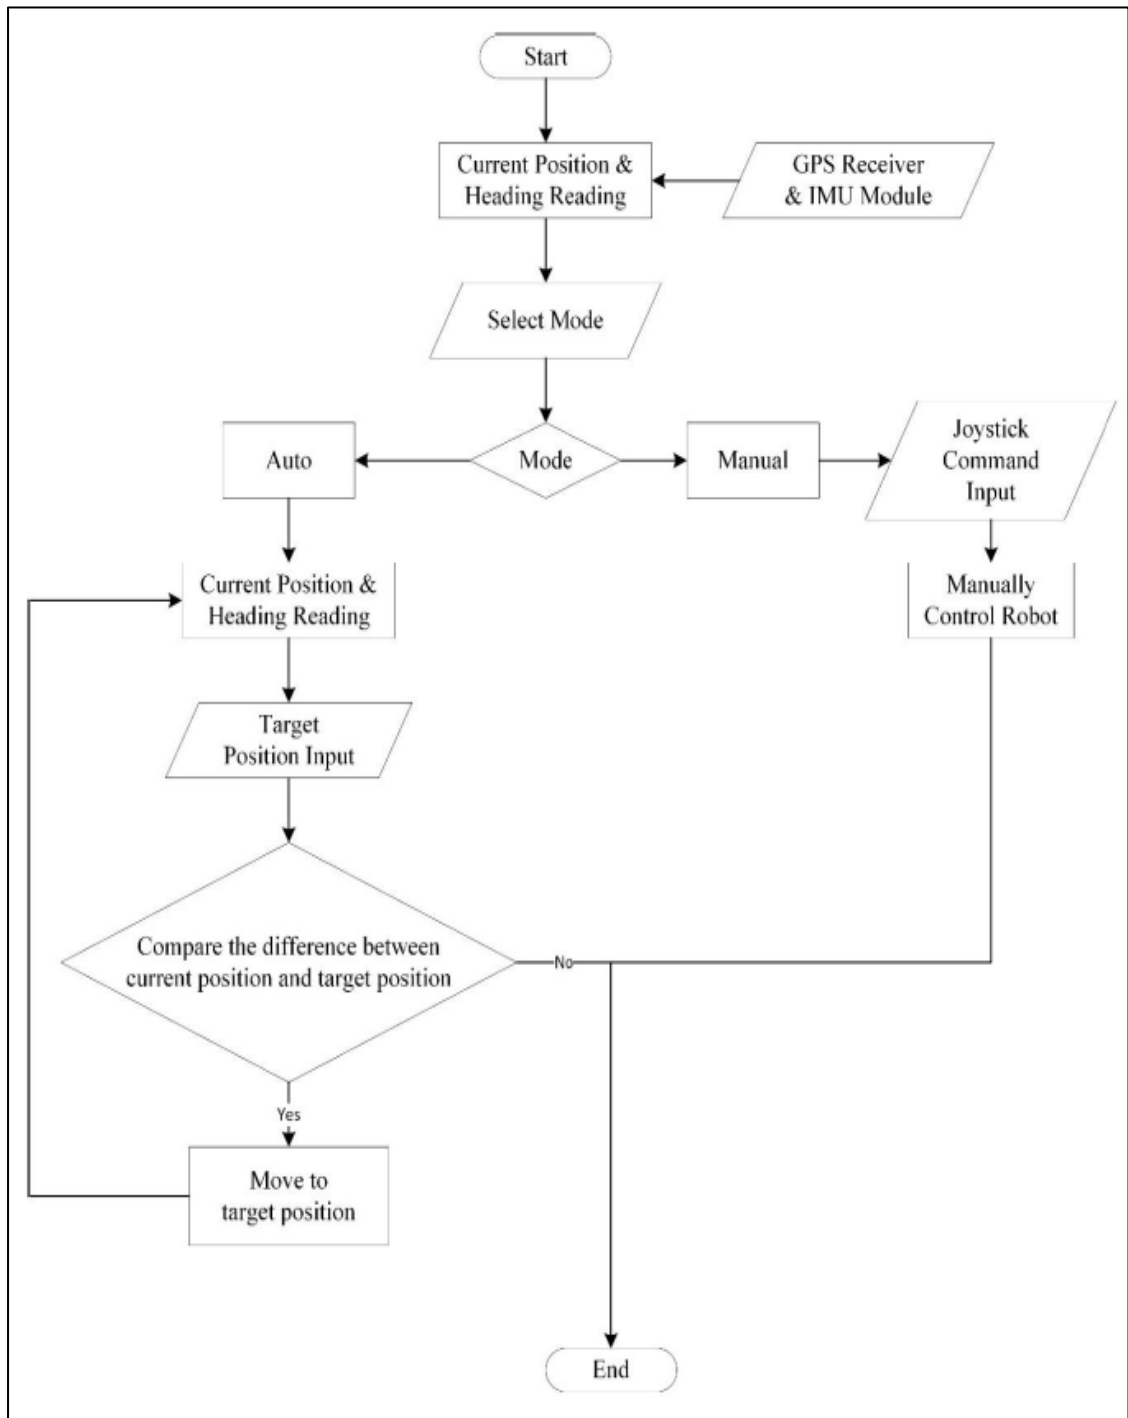 Start
Current Position &
Heading Reading
GPS Receiver
& IMU Module
Select Mode
Auto
Mode
Manual
Joystick
Command
Input
Current Position &
Heading Reading
Manually
Control Robot
Target
Position Input
Compare the difference between
current position and target position
No
Yes
Move to
target position
End